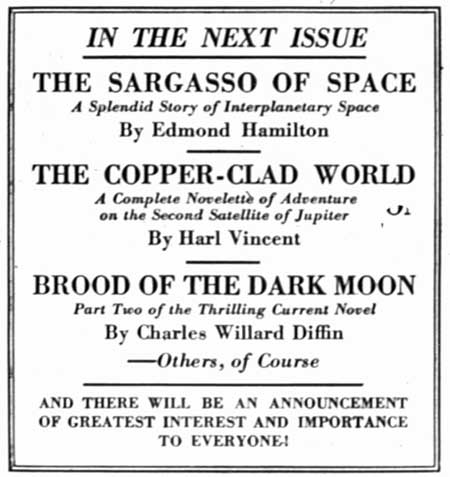 IN THE NEXT ISSUE
THE SARGASSO OF SPACE
A Splendid Story of Interplanetary Space
By Edmond Hamilton
THE COPPER-CLAD WORLD
A Complete Novelette of Adventure
on the Second Satellite of Jupiter
By Harl Vincent
BROOD OF THE DARK MOON
Part Two of the Thrilling Current Novel
By Charles Willard Diffin
—Others, of Course
AND THERE WILL BE AN ANNOUNCEMENT
OF GREATEST INTEREST AND IMPORTANCE
TO EVERYONE!